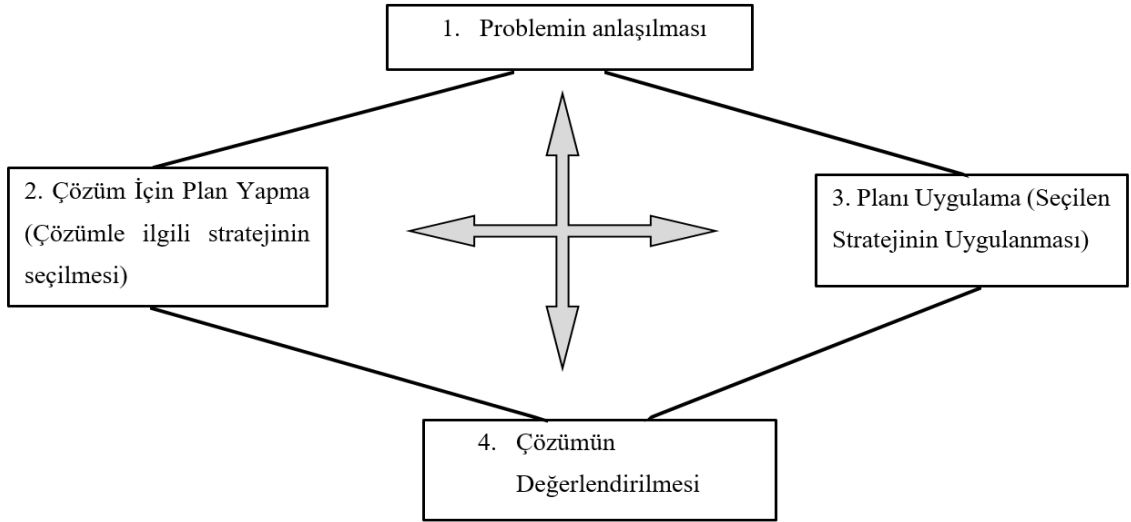 1. Problemin anlaşılması
2. Çözüm İçin Plan Yapma
(Çözümle ilgili stratejinin
seçilmesi)
3. Planı Uygulama (Seçilen
Stratejinin Uygulanması)
4. Çözümün
Değerlendirilmesi